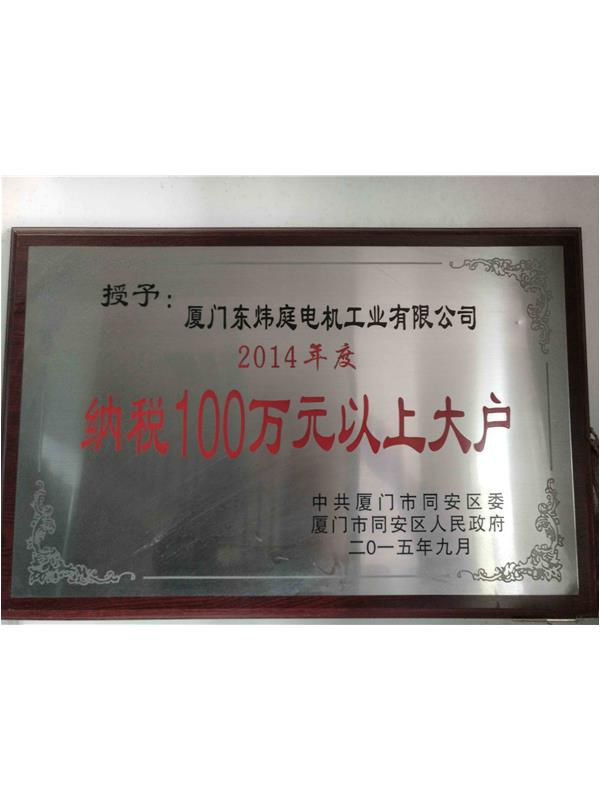 授予：
厦门东炜庭电机工业有限公司
2014年度
纳税100万元以上大户
中共厦门市同安区委
厦门市同安区人民政府
二〇一五年九月